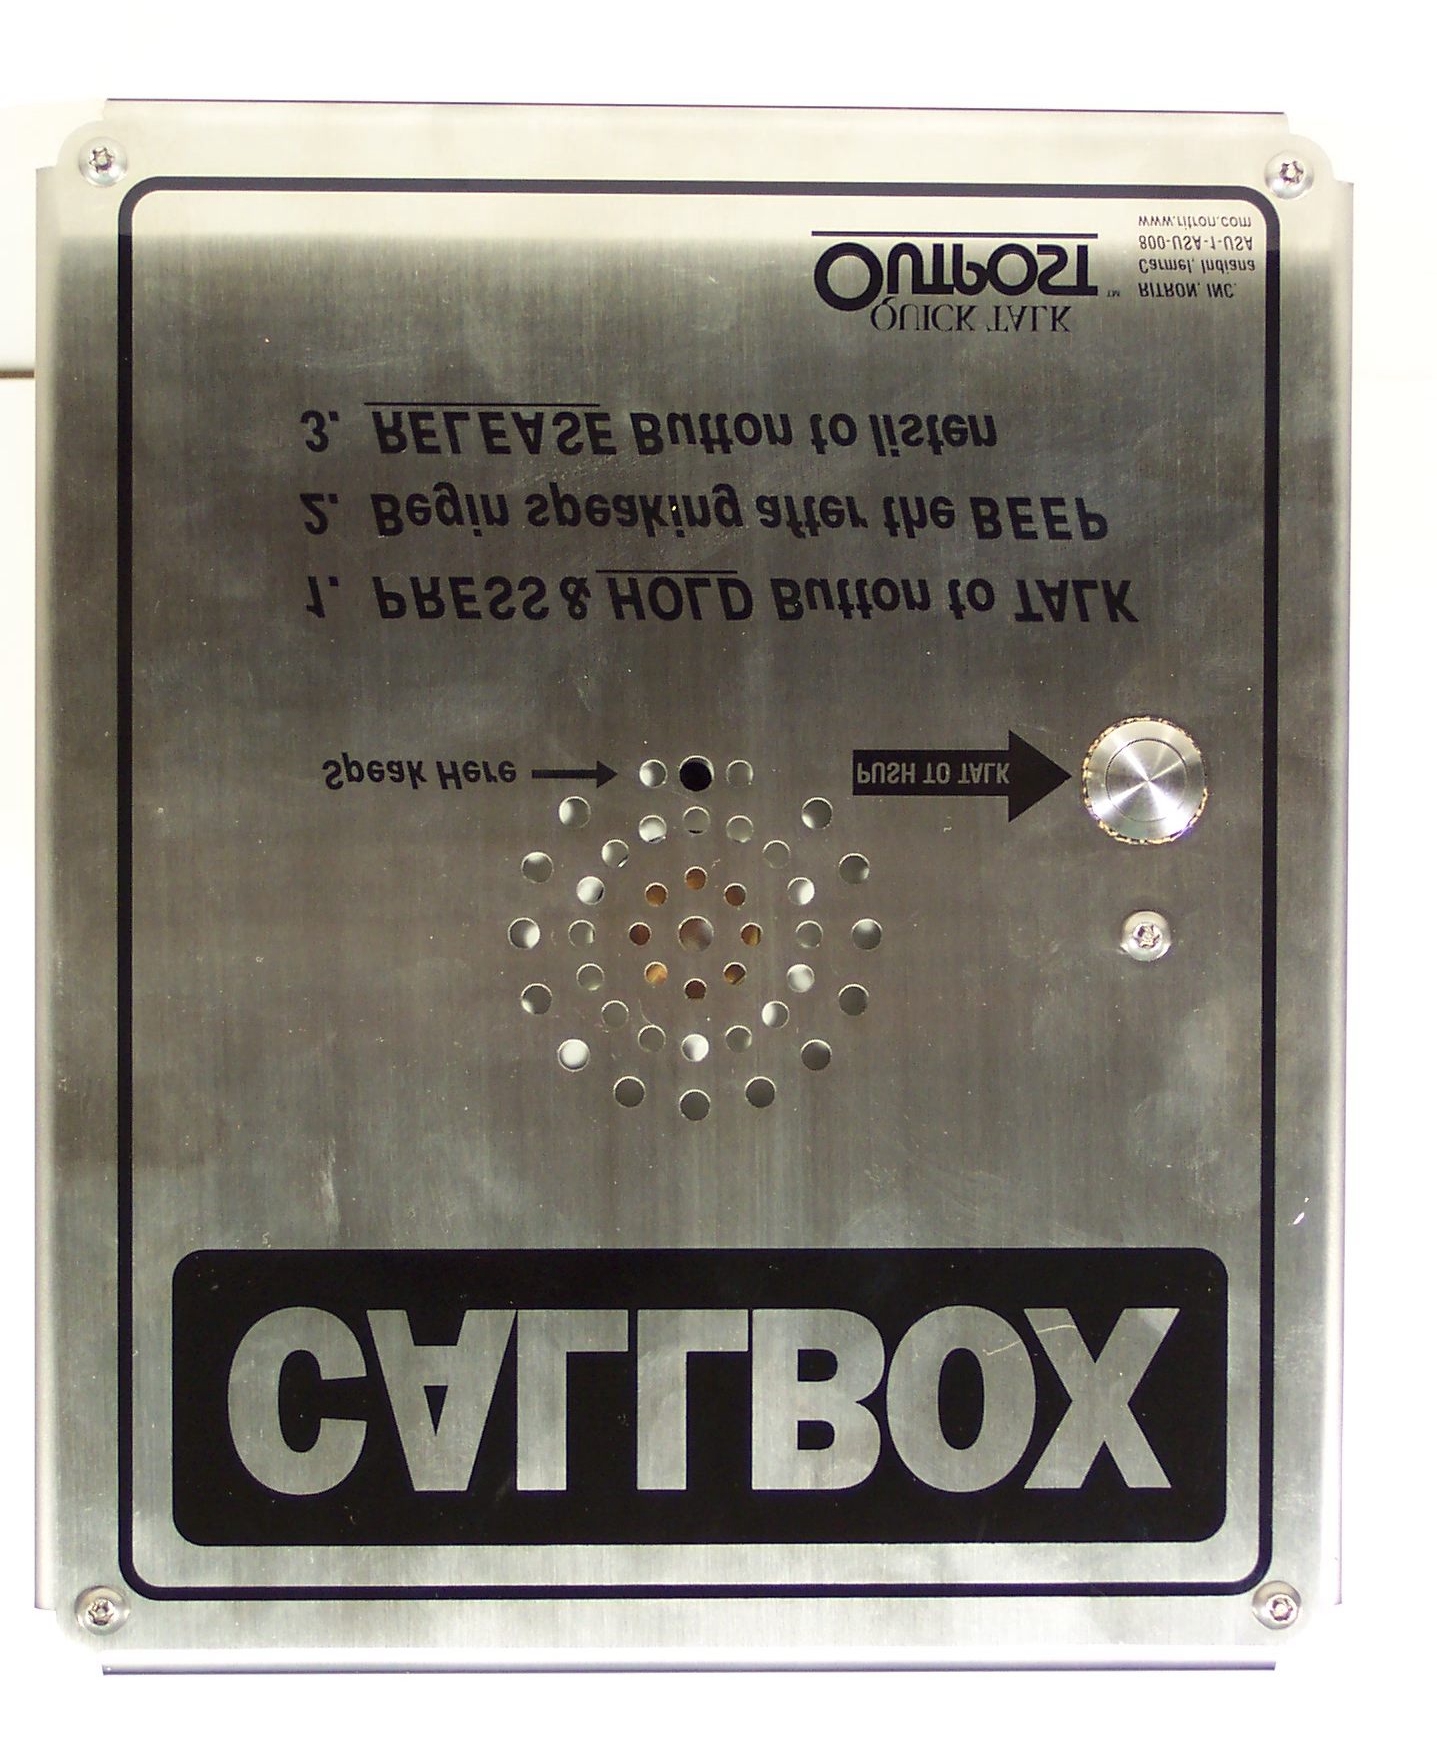 CALLBOX
Speak Here
PUSH TO TALK
1. PRESS & HOLD Button to TALK
2. Begin speaking after the BEEP
3. RELEASE Button to listen
QUICK TALK
OUTPOST™
RITRON, INC.
Carmel, Indiana
800-USA-1-USA
www.ritron.com